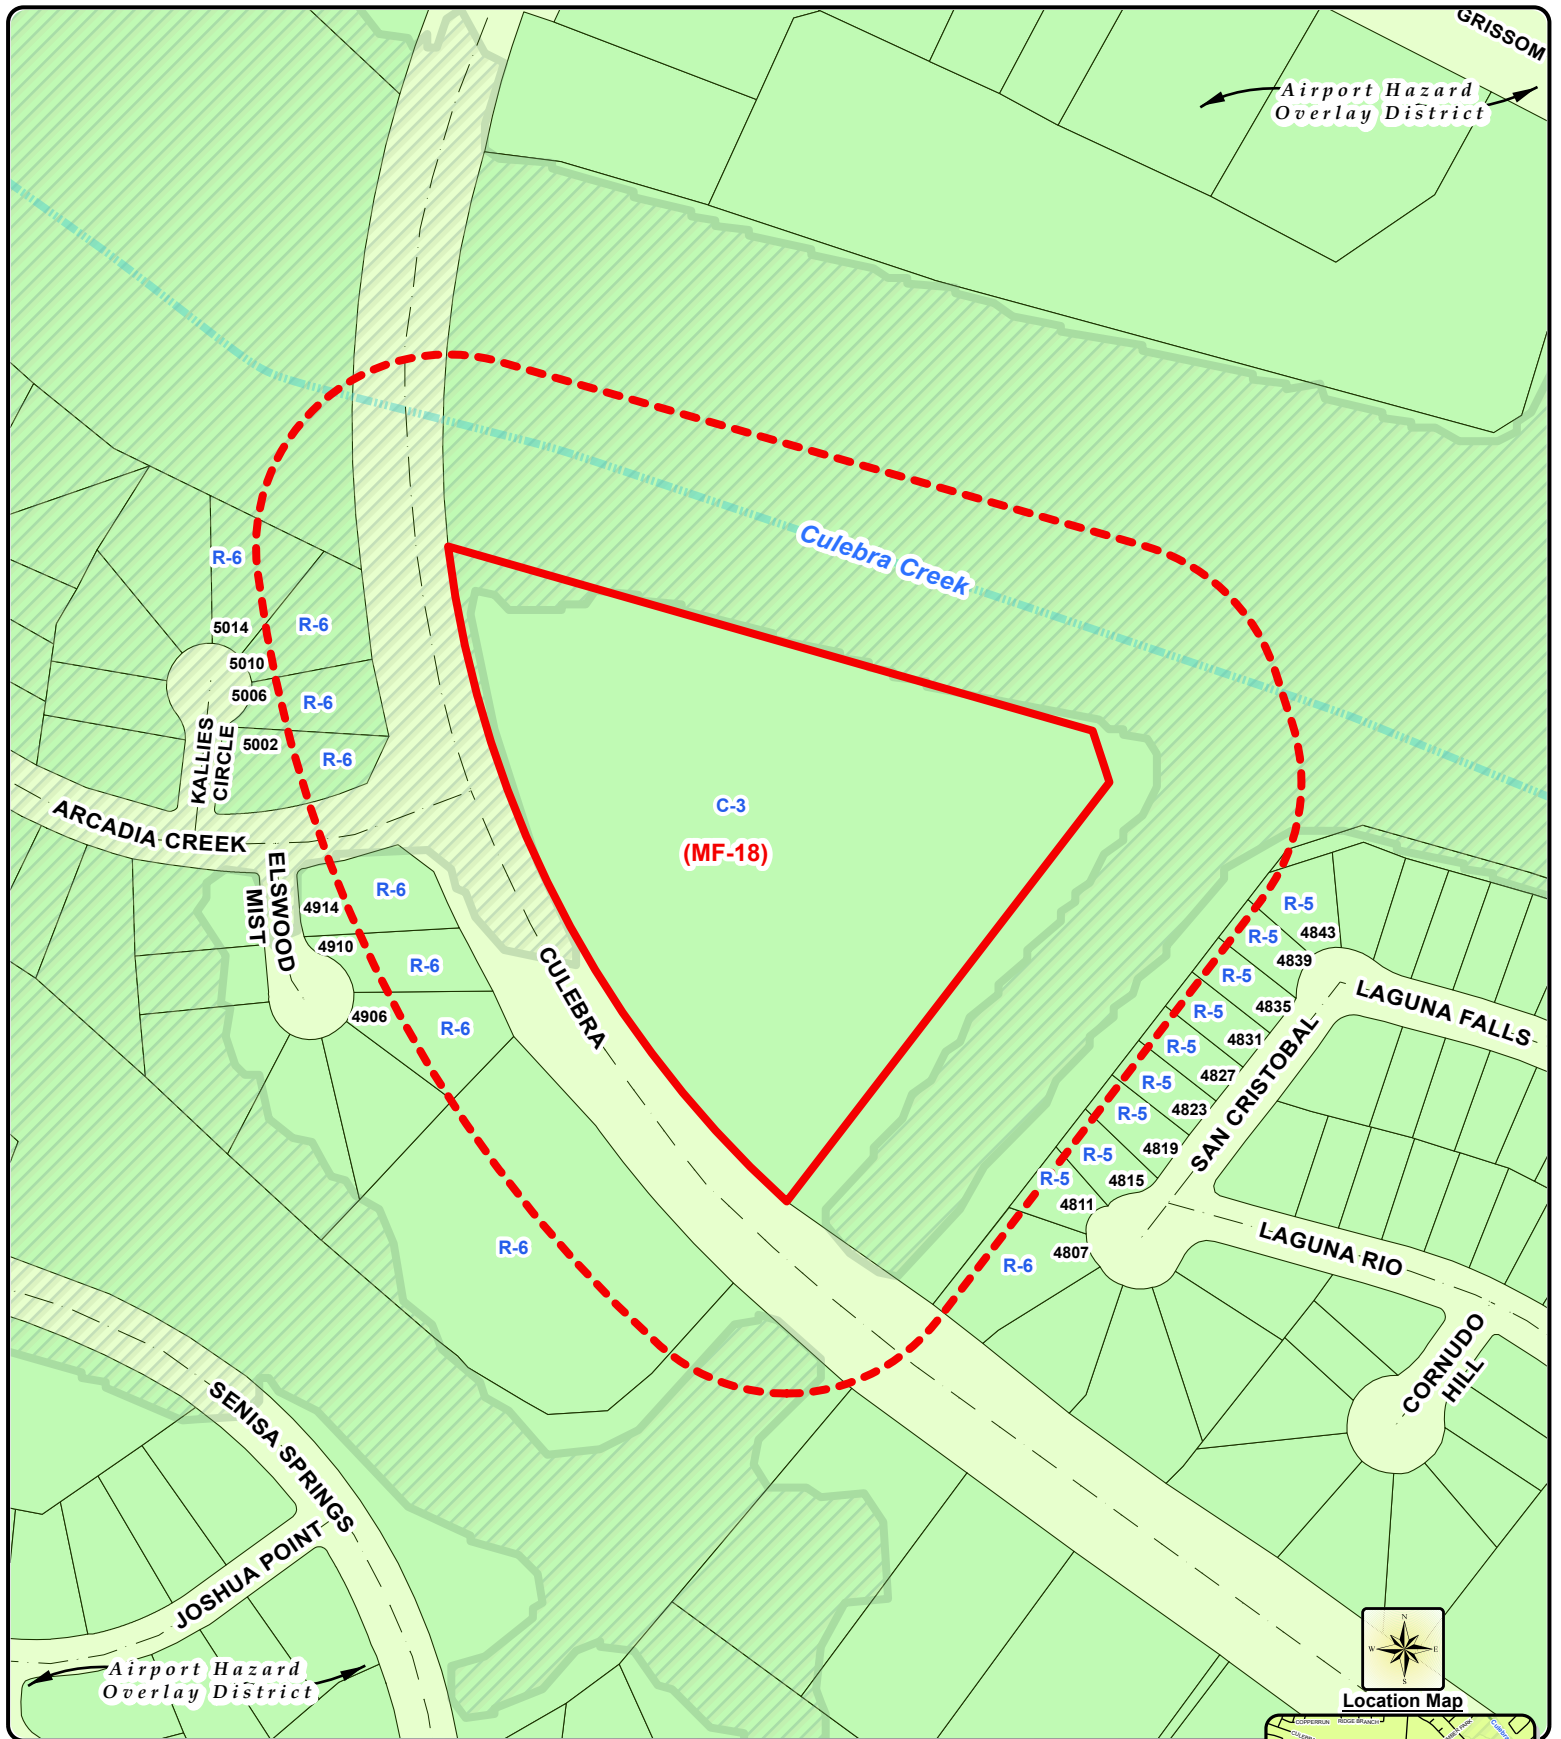 GRISSOM
Airport Hazard
Overlay District
Culebra Creek
R-6
5014
R-6
5010
5006
R-6
5002
R-6
KALLIES
CIRCLE
ARCADIA CREEK
C-3
(MF-18)
ELSWOOD
MIST
4914
R-6
4910
R-6
4906
R-6
CULEBRA
R-5
4843
R-5
4839
R-5
4835
R-5
4831
R-5
4827
R-5
4823
R-5
4819
R-5
4815
R-5
4811
R-6
4807
R-6
LAGUNA FALLS
SAN CRISTOBAL
LAGUNA RIO
CORNUDO
HILL
SENISA SPRINGS
JOSHUA POINT
Airport Hazard
Overlay District
N
W
E
S
Location Map
COPPERRUN
RIDGE BRANCH